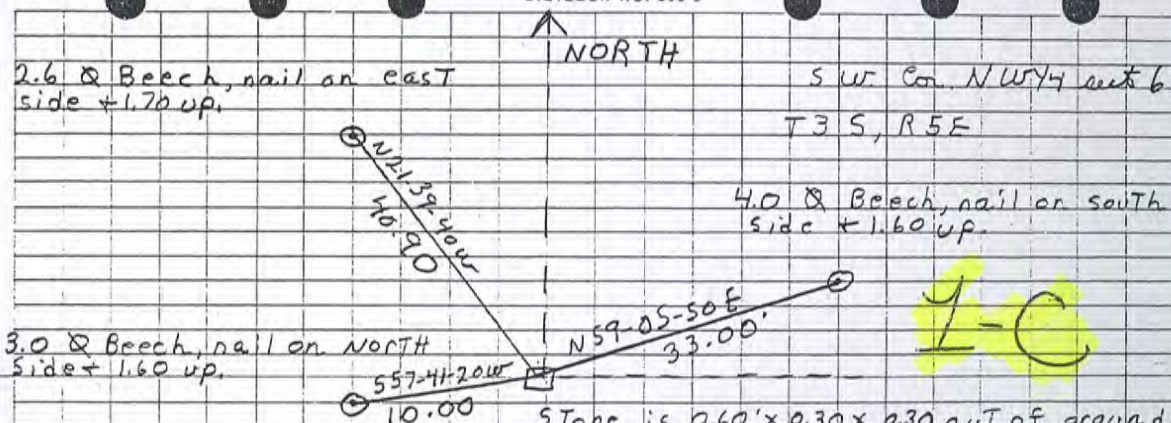 NORTH
2.6 Ꝺ Beech, nail on east
side + 1.70 up.
S W. Cor. NW 1/4 sect 6
T3S, R5E
N21-39-40W
40.90
4.0 Ꝺ Beech, nail on south
side + 1.60 up.
1-C
N59-05-50E
33.00'
3.0 Ꝺ Beech, nail on NORTH
side + 1.60 up.
S57-41-20W
10.00
STone is 0.60' x 0.30 x 0.30 out of ground